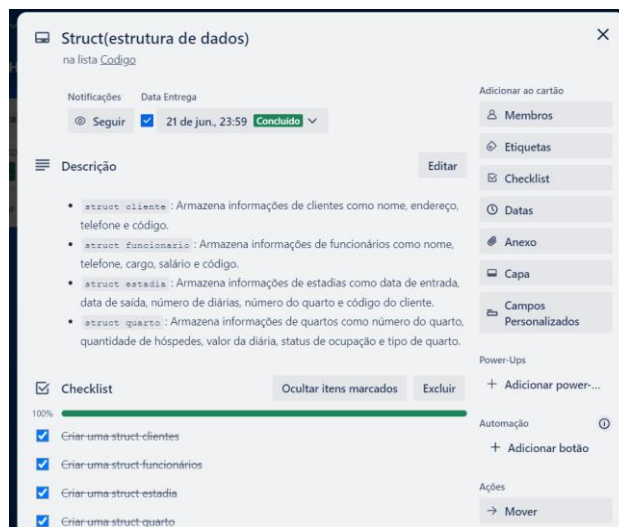 Struct(estrutura de dados)
na lista Codigo
Notificações
Data Entrega
Seguir
21 de jun., 23:59 Concluído
Descrição
Editar
struct cliente : Armazena informações de clientes como nome, endereço,
telefone e código.
struct funcionario : Armazena informações de funcionários como nome,
telefone, cargo, salário e código.
struct estadia : Armazena informações de estadias como data de entrada,
data de saída, número de diárias, número do quarto e código do cliente.
struct quarto : Armazena informações de quartos como número do quarto,
quantidade de hóspedes, valor da diária, status de ocupação e tipo de quarto.
Checklist
Ocultar itens marcados
Excluir
100%
Criar uma struct clientes
Criar uma struct funcionários
Criar uma struct estadia
Criar uma struct quarto
Adicionar ao cartão
Membros
Etiquetas
Checklist
Datas
Anexo
Capa
Campos
Personalizados
Power-Ups
+ Adicionar power-...
Automação
+ Adicionar botão
Ações
→ Mover